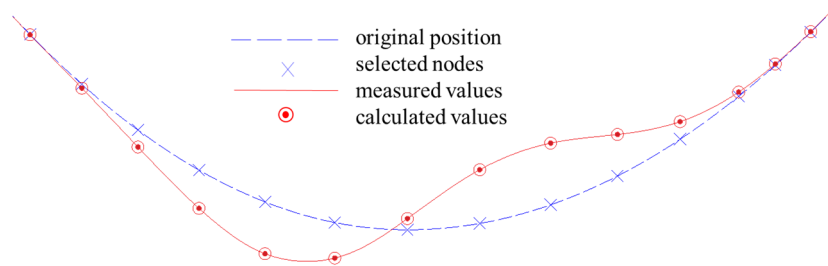 original position
selected nodes
measured values
calculated values